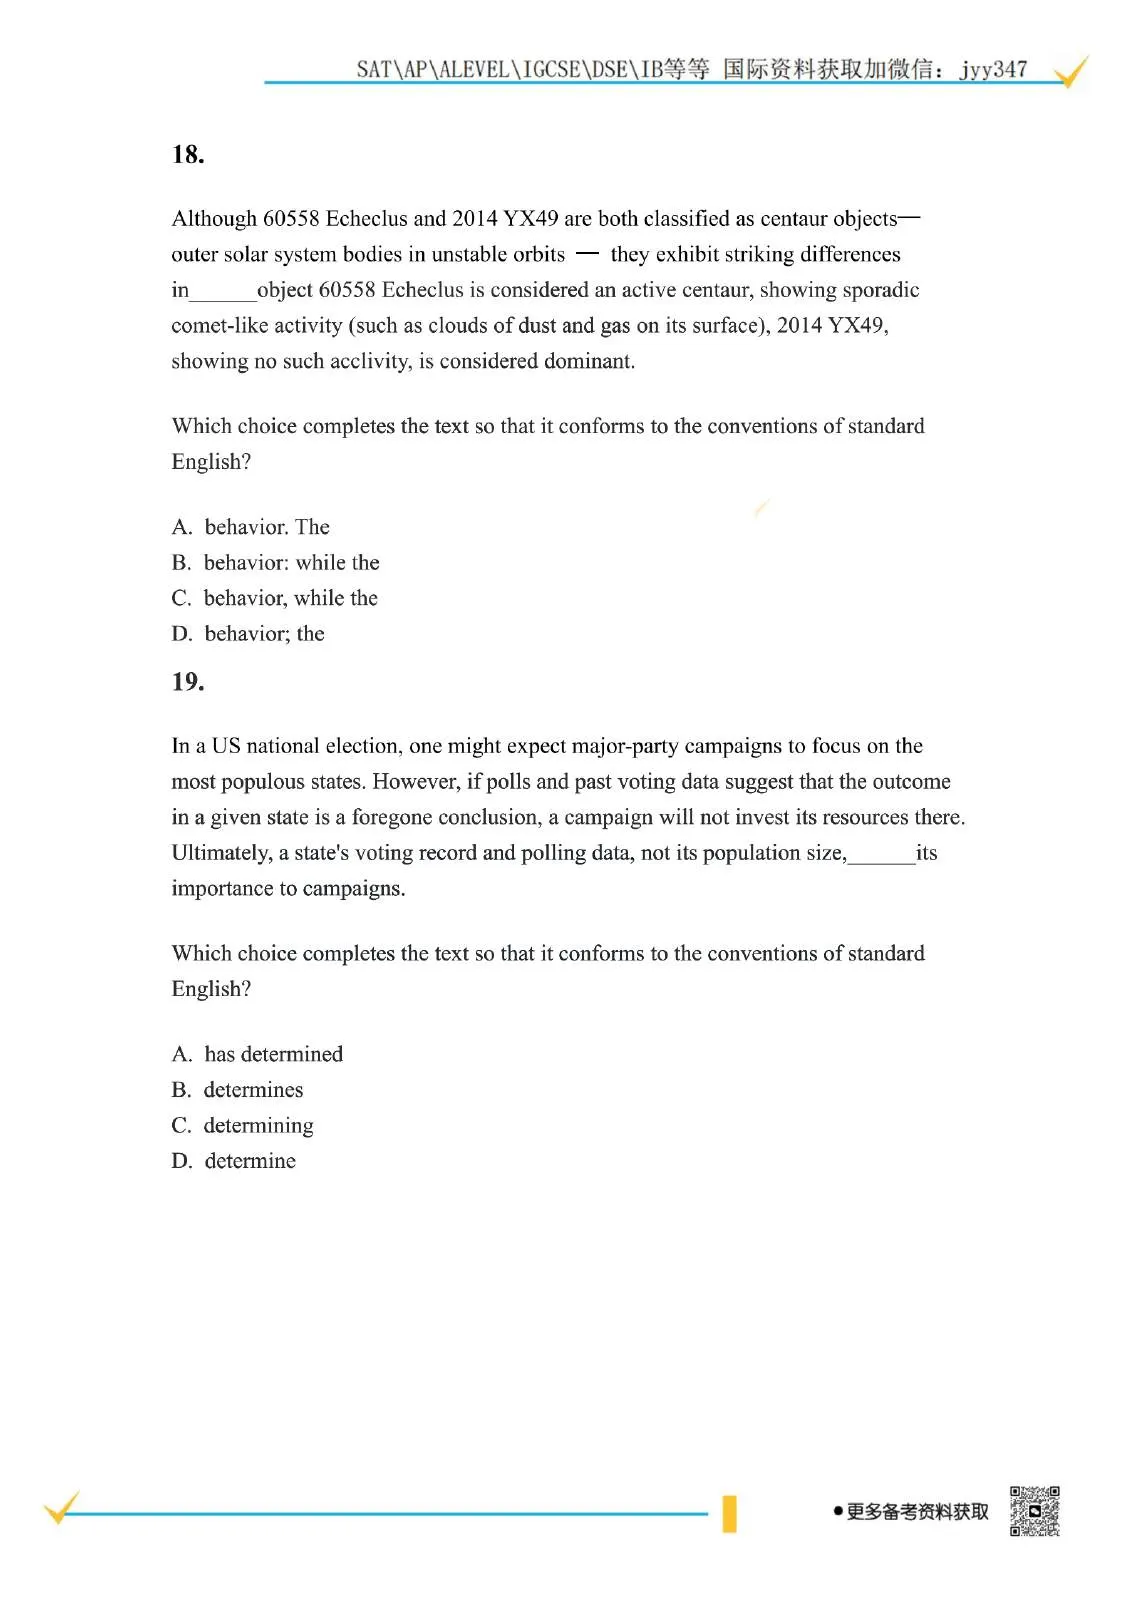 SAT\AP\ALEVEL\IGCSE\DSE\IB等等 国际资料获取加微信：jyy347
18.
Although 60558 Echeclus and 2014 YX49 are both classified as centaur objects—
outer solar system bodies in unstable orbits — they exhibit striking differences
in______object 60558 Echeclus is considered an active centaur, showing sporadic
comet-like activity (such as clouds of dust and gas on its surface), 2014 YX49,
showing no such acclivity, is considered dominant.
Which choice completes the text so that it conforms to the conventions of standard
English?
A. behavior. The
B. behavior: while the
C. behavior, while the
D. behavior; the
19.
In a US national election, one might expect major-party campaigns to focus on the
most populous states. However, if polls and past voting data suggest that the outcome
in a given state is a foregone conclusion, a campaign will not invest its resources there.
Ultimately, a state's voting record and polling data, not its population size,______its
importance to campaigns.
Which choice completes the text so that it conforms to the conventions of standard
English?
A. has determined
B. determines
C. determining
D. determine
●更多备考资料获取